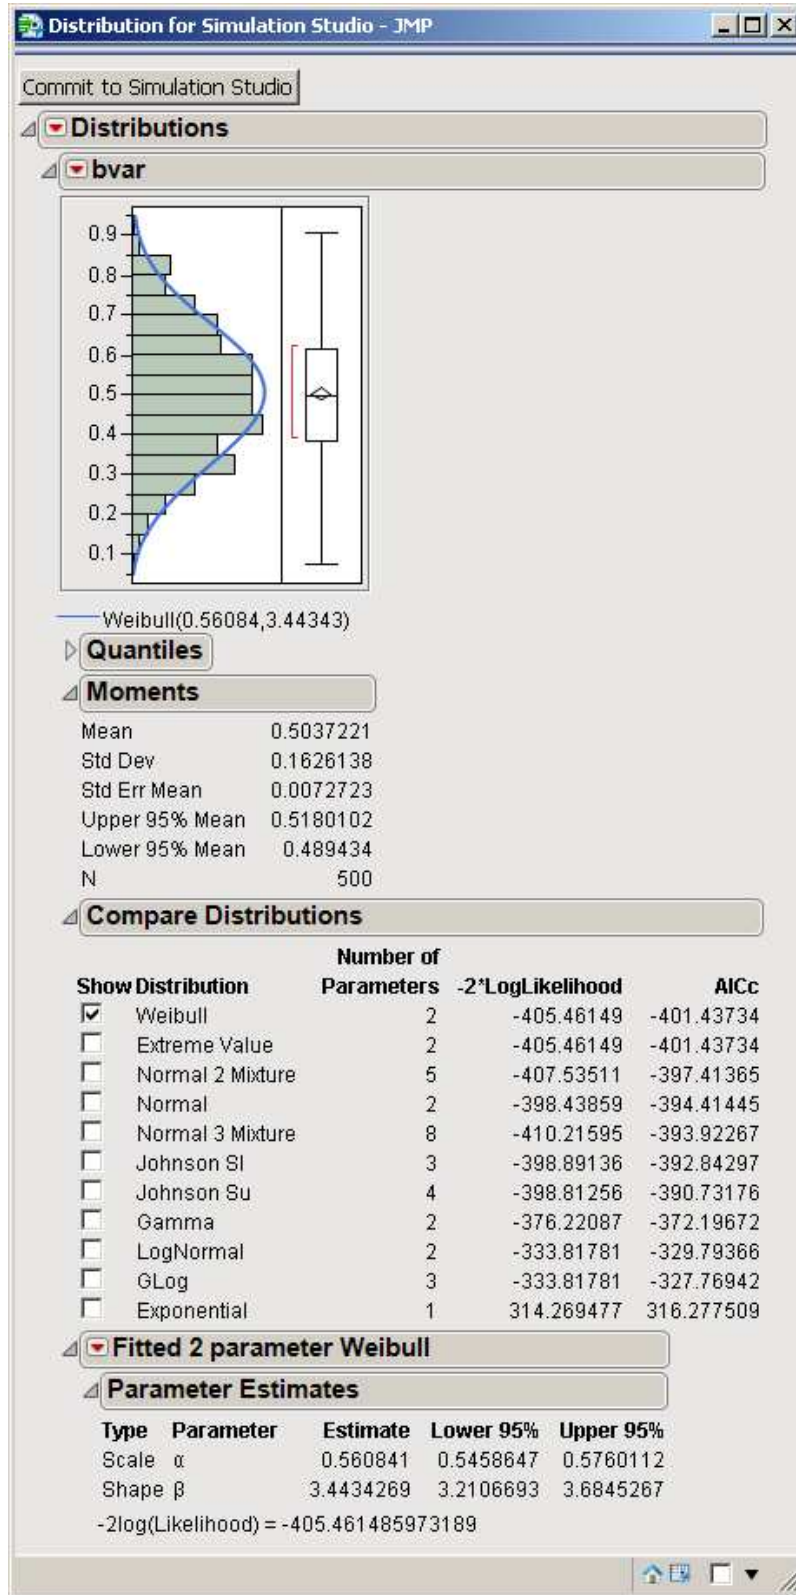 Distribution for Simulation Studio - JMP
Commit to Simulation Studio
Distributions
bvar
0.9
0.8
0.7
0.6
0.5
0.4
0.3
0.2
0.1
Weibull(0.56084,3.44343)
Quantiles
Moments
Mean 0.5037221
Std Dev 0.1626138
Std Err Mean 0.0072723
Upper 95% Mean 0.5180102
Lower 95% Mean 0.489434
N 500
Compare Distributions
Number of
Show Distribution Parameters -2*LogLikelihood AICc
Weibull 2 -405.46149 -401.43734
Extreme Value 2 -405.46149 -401.43734
Normal 2 Mixture 5 -407.53511 -397.41365
Normal 2 -398.43859 -394.41445
Normal 3 Mixture 8 -410.21595 -393.92267
Johnson Sl 3 -398.89136 -392.84297
Johnson Su 4 -398.81256 -390.73176
Gamma 2 -376.22087 -372.19672
LogNormal 2 -333.81781 -329.79366
GLog 3 -333.81781 -327.76942
Exponential 1 314.269477 316.277509
Fitted 2 parameter Weibull
Parameter Estimates
Type Parameter Estimate Lower 95% Upper 95%
Scale α 0.560841 0.5458647 0.5760112
Shape β 3.4434269 3.2106693 3.6845267
-2log(Likelihood) = -405.461485973189